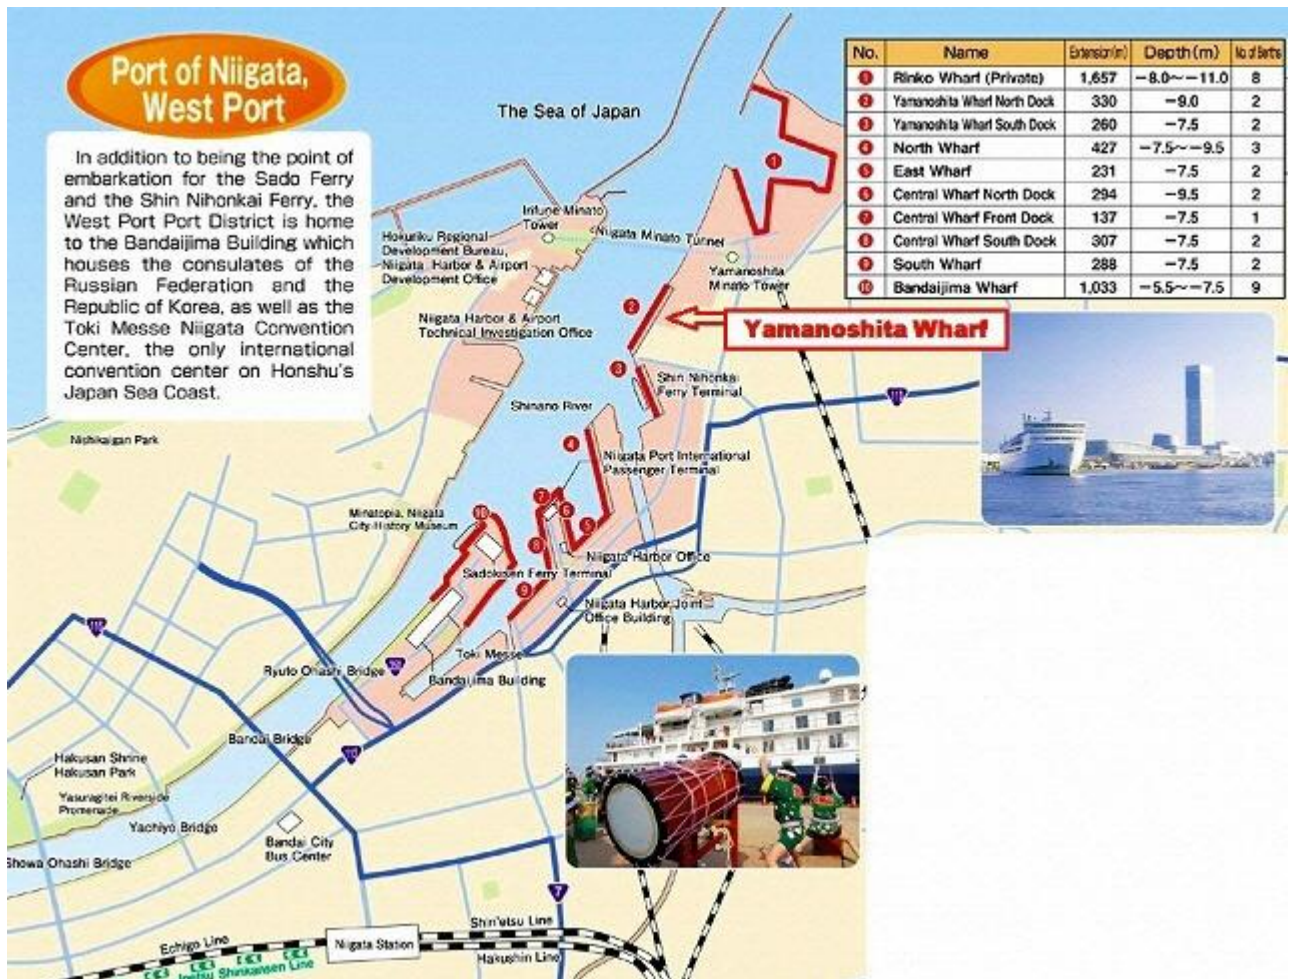 Port of Niigata,
West Port
In addition to being the point of
embarkation for the Sado Ferry
and the Shin Nihonkai Ferry, the
West Port Port District is home
to the Bandaijima Building which
houses the consulates of the
Russian Federation and the
Republic of Korea, as well as the
Toki Messe Niigata Convention
Center, the only international
convention center on Honshu's
Japan Sea Coast.
No. Name Extension(m) Depth(m) No. of Berths
1 Rinko Wharf (Private) 1,657 −8.0~−11.0 8
2 Yamanoshita Wharf North Dock 330 −9.0 2
3 Yamanoshita Wharf South Dock 260 −7.5 2
4 North Wharf 427 −7.5~−9.5 3
5 East Wharf 231 −7.5 2
6 Central Wharf North Dock 294 −9.5 2
7 Central Wharf Front Dock 137 −7.5 1
8 Central Wharf South Dock 307 −7.5 2
9 South Wharf 288 −7.5 2
10 Bandaijima Wharf 1,033 −5.5~−7.5 9
The Sea of Japan
1
Irifune Minato
Tower
Niigata Minato Tunnel
Hokuriku Regional
Development Bureau,
Niigata Harbor & Airport
Development Office
Yamanoshita
Minato Tower
2
Niigata Harbor & Airport
Technical Investigation Office
Yamanoshita Wharf
3
Shin Nihonkai
Ferry Terminal
113
Shinano River
Nishikaigan Park
4
Niigata Port International
Passenger Terminal
7
6
5
10
Minatopia, Niigata
City History Museum
8
Niigata Harbor Office
Sadokisen Ferry Terminal
9
Niigata Harbor Joint
Office Building
116
Toki Messe
Ryuto Ohashi Bridge
Bandaijima Building
Bandai Bridge
113
Hakusan Shrine
Hakusan Park
Yasuragitei Riverside
Promenade
Yachiyo Bridge
Bandai City
Bus Center
Showa Ohashi Bridge
7
Shin'etsu Line
Echigo Line
Niigata Station
Hakushin Line
Joetsu Shinkansen Line